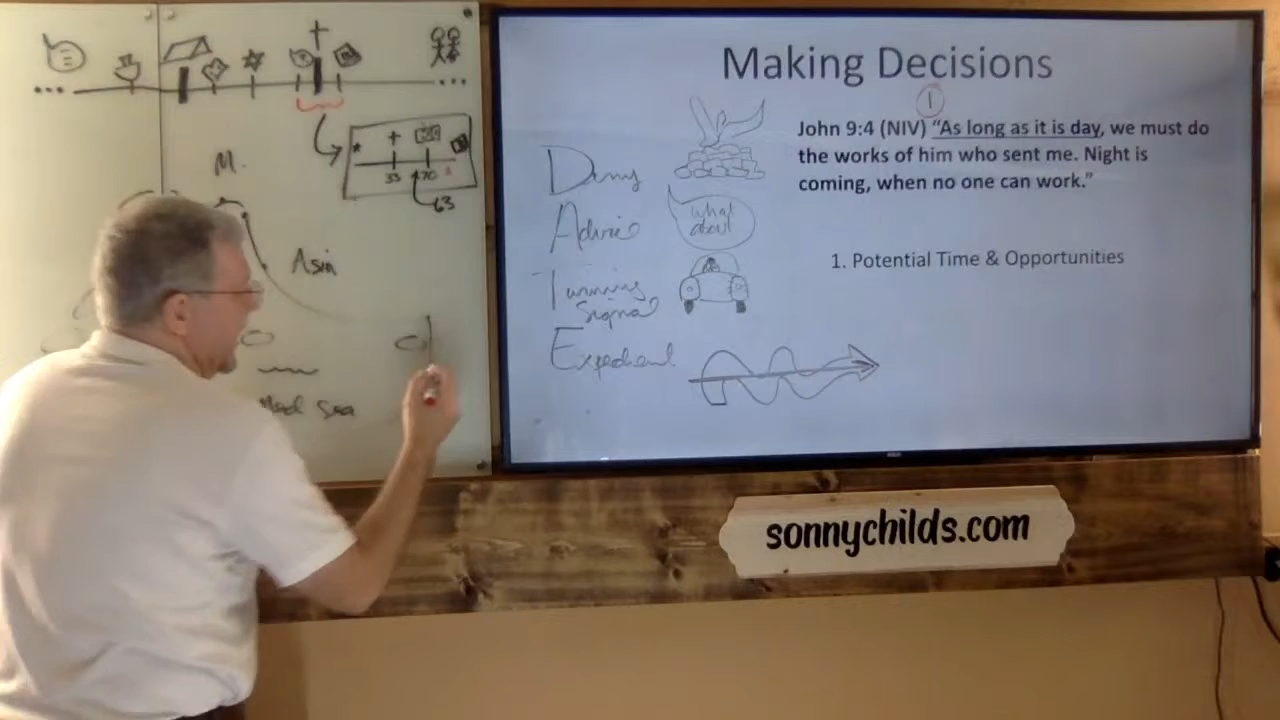 M.
33
70
63
Asia
Med Sea
Making Decisions
1
John 9:4 (NIV) “As long as it is day, we must do
the works of him who sent me. Night is
coming, when no one can work.”
1. Potential Time & Opportunities
Deny
Advice
what
about
Turning
Signal
Expedient
sonnychilds.com